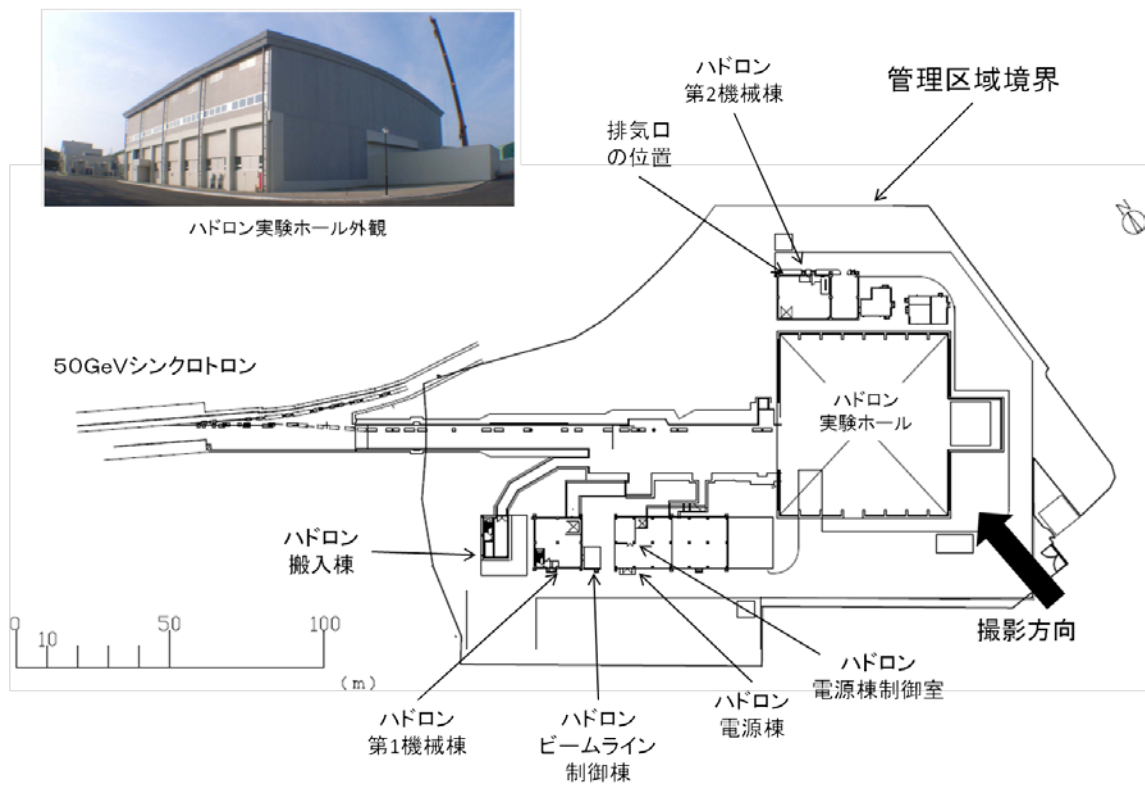 ハドロン
第2機械棟
管理区域境界
排気口
の位置
N
ハドロン実験ホール外観
50GeVシンクロトロン
ハドロン
実験ホール
ハドロン
搬入棟
0
10
50
100
(m)
撮影方向
ハドロン
電源棟制御室
ハドロン
電源棟
ハドロン
第1機械棟
ハドロン
ビームライン
制御棟